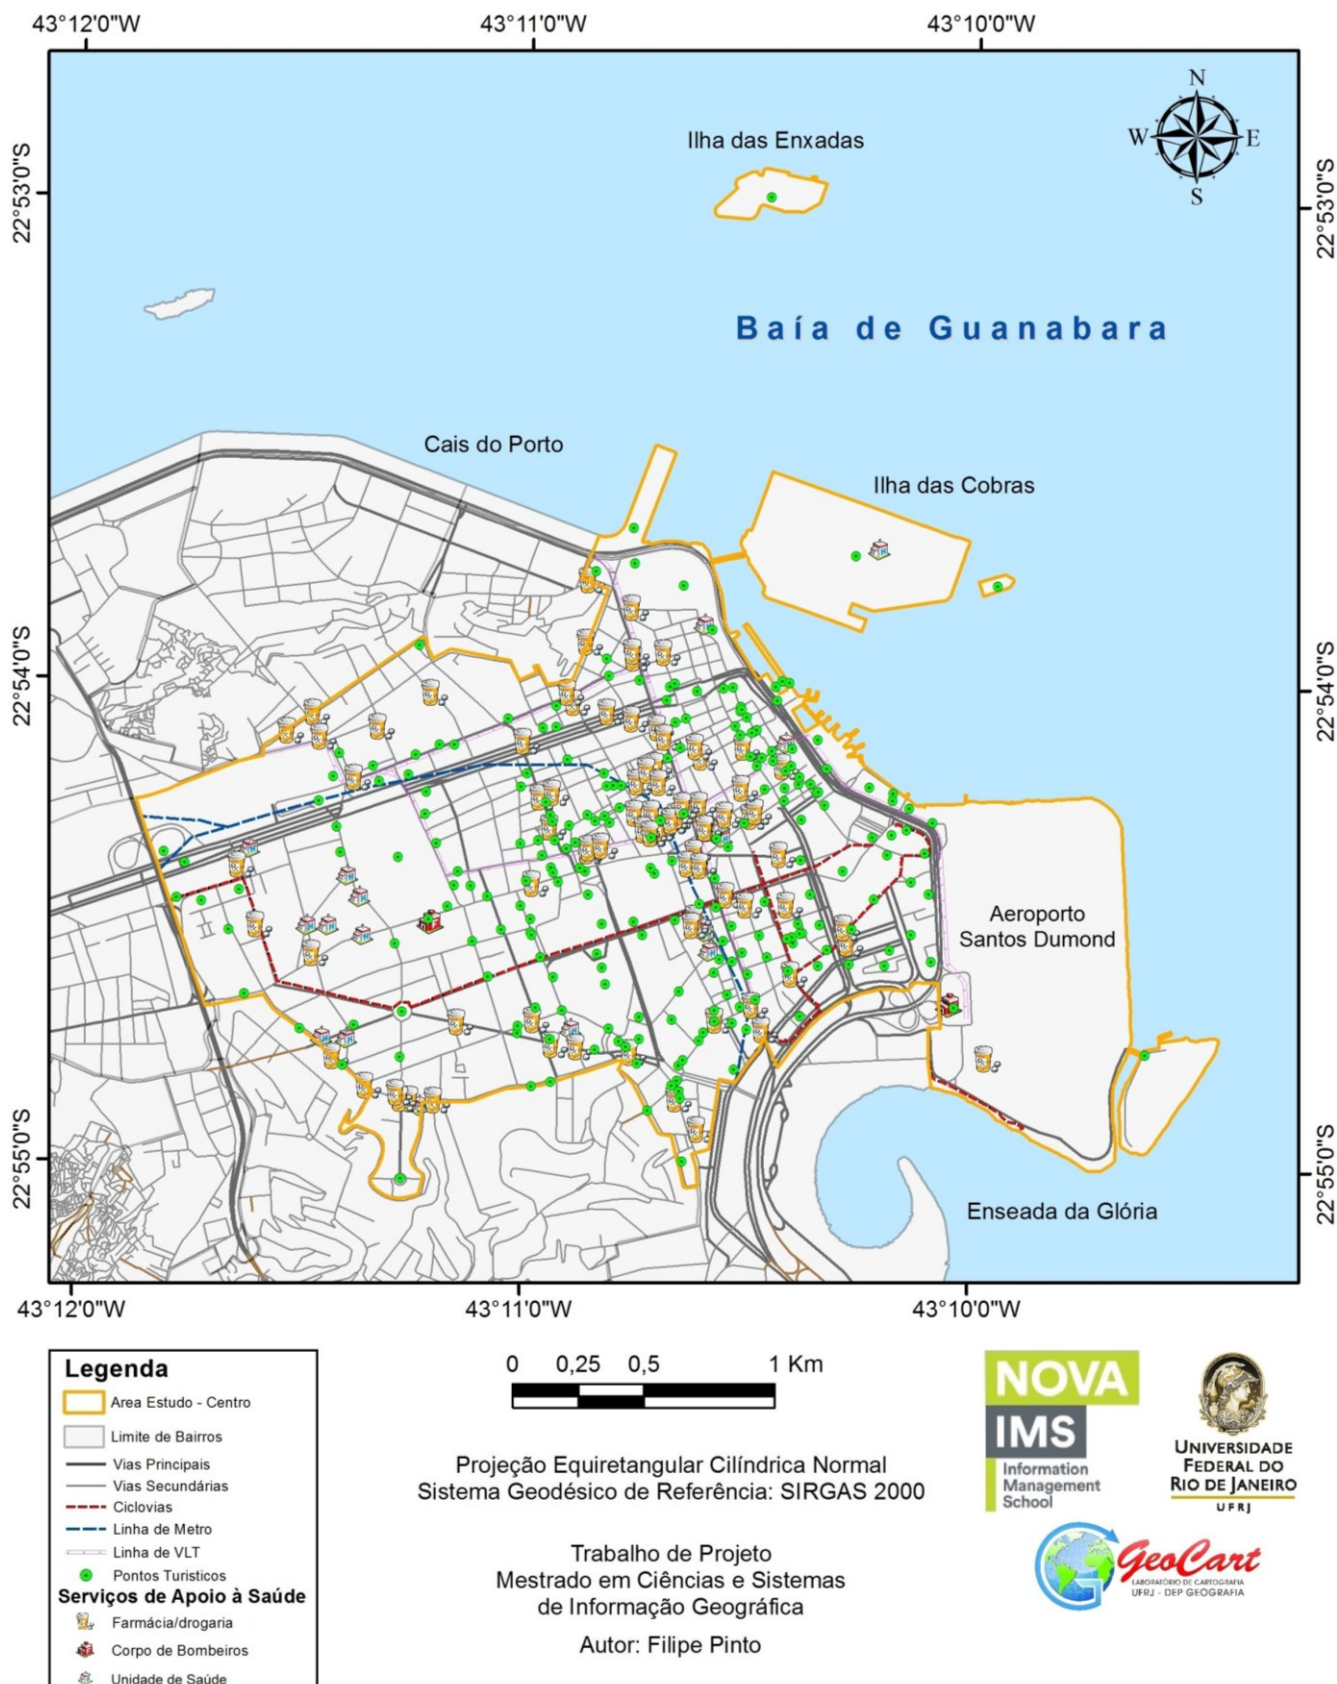 43°12'0"W 43°11'0"W 43°10'0"W
N
W E
S
Ilha das Enxadas
22°53'0"S 22°53'0"S
Baía de Guanabara
Cais do Porto
Ilha das Cobras
22°54'0"S 22°54'0"S
Aeroporto
Santos Dumond
22°55'0"S 22°55'0"S
Enseada da Glória
43°12'0"W 43°11'0"W 43°10'0"W
Legenda
Area Estudo - Centro
Limite de Bairros
Vias Principais
Vias Secundárias
Ciclovias
Linha de Metro
Linha de VLT
Pontos Turisticos
Serviços de Apoio à Saúde
Farmácia/drogaria
Corpo de Bombeiros
Unidade de Saúde
0 0,25 0,5 1 Km
Projeção Equiretangular Cilíndrica Normal
Sistema Geodésico de Referência: SIRGAS 2000
Trabalho de Projeto
Mestrado em Ciências e Sistemas
de Informação Geográfica
Autor: Filipe Pinto
NOVA
IMS
Information
Management
School
UNIVERSIDADE
FEDERAL DO
RIO DE JANEIRO
UFRJ
GeoCart
LABORATÓRIO DE CARTOGRAFIA
UFRJ - DEP GEOGRAFIA